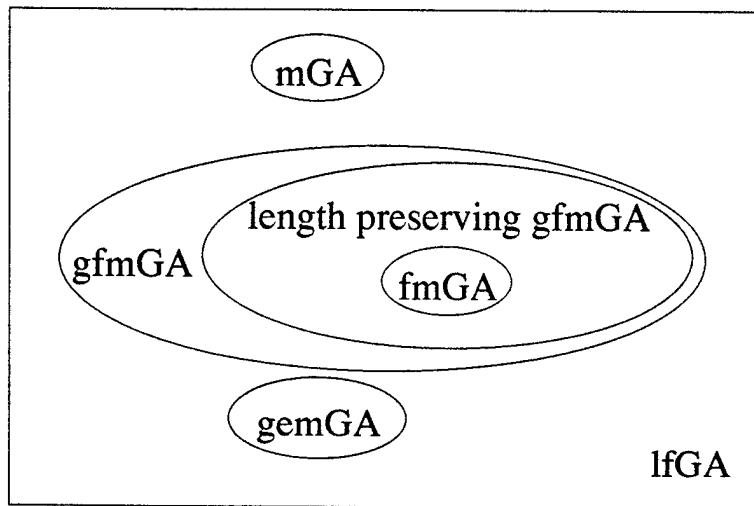 mGA
length preserving gfmGA
gfmGA
fmGA
gemGA
lfGA